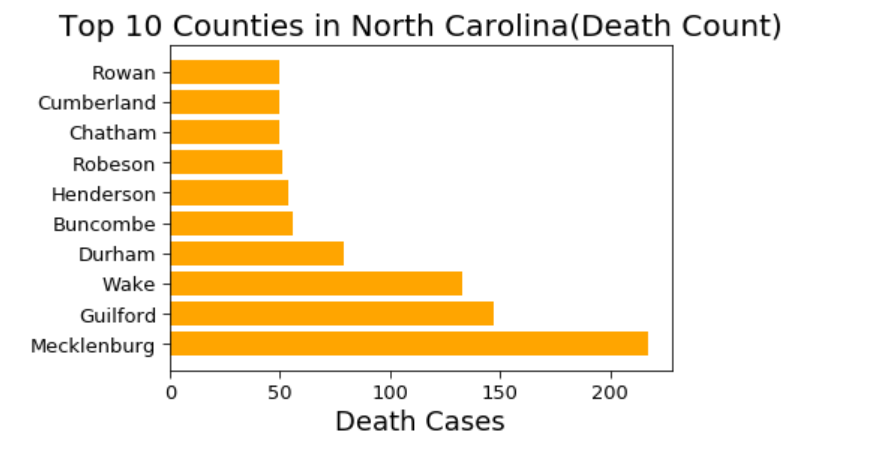 Top 10 Counties in North Carolina(Death Count)
Rowan
Cumberland
Chatham
Robeson
Henderson
Buncombe
Durham
Wake
Guilford
Mecklenburg
0 50 100 150 200
Death Cases